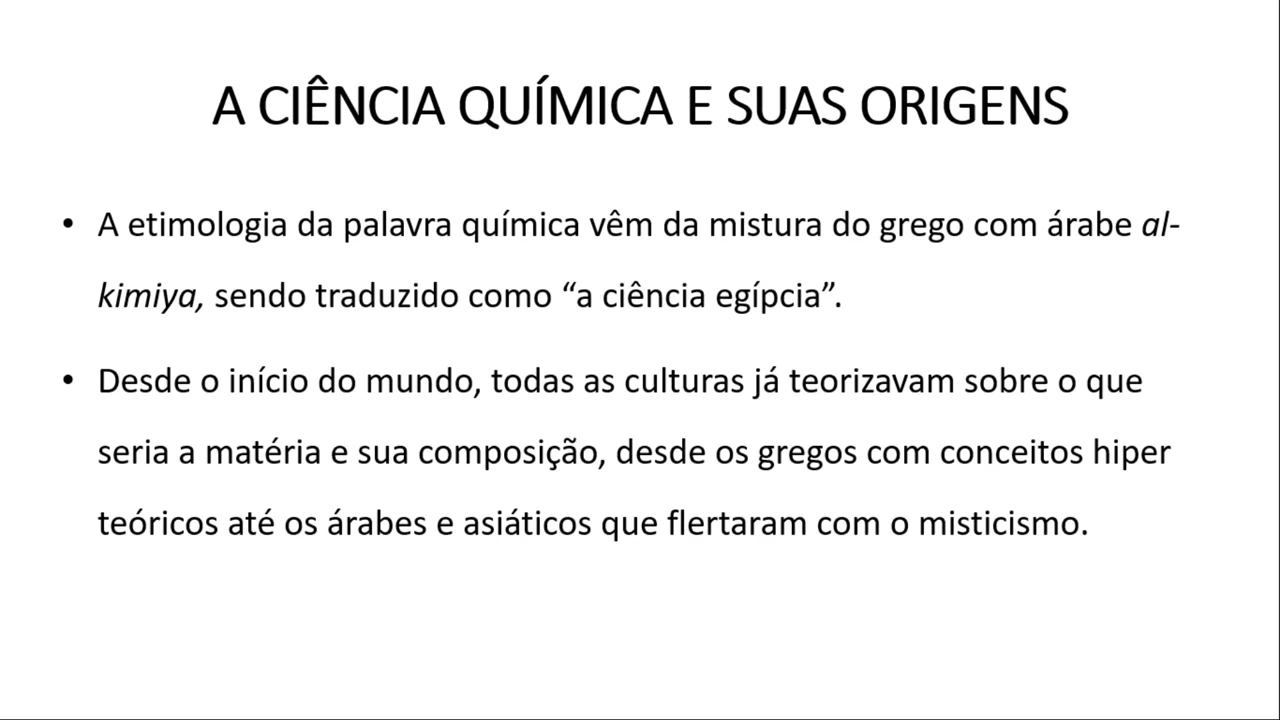 A CIÊNCIA QUÍMICA E SUAS ORIGENS
• A etimologia da palavra química vêm da mistura do grego com árabe al-
kimiya, sendo traduzido como “a ciência egípcia”.
• Desde o início do mundo, todas as culturas já teorizavam sobre o que
seria a matéria e sua composição, desde os gregos com conceitos hiper
teóricos até os árabes e asiáticos que flertaram com o misticismo.